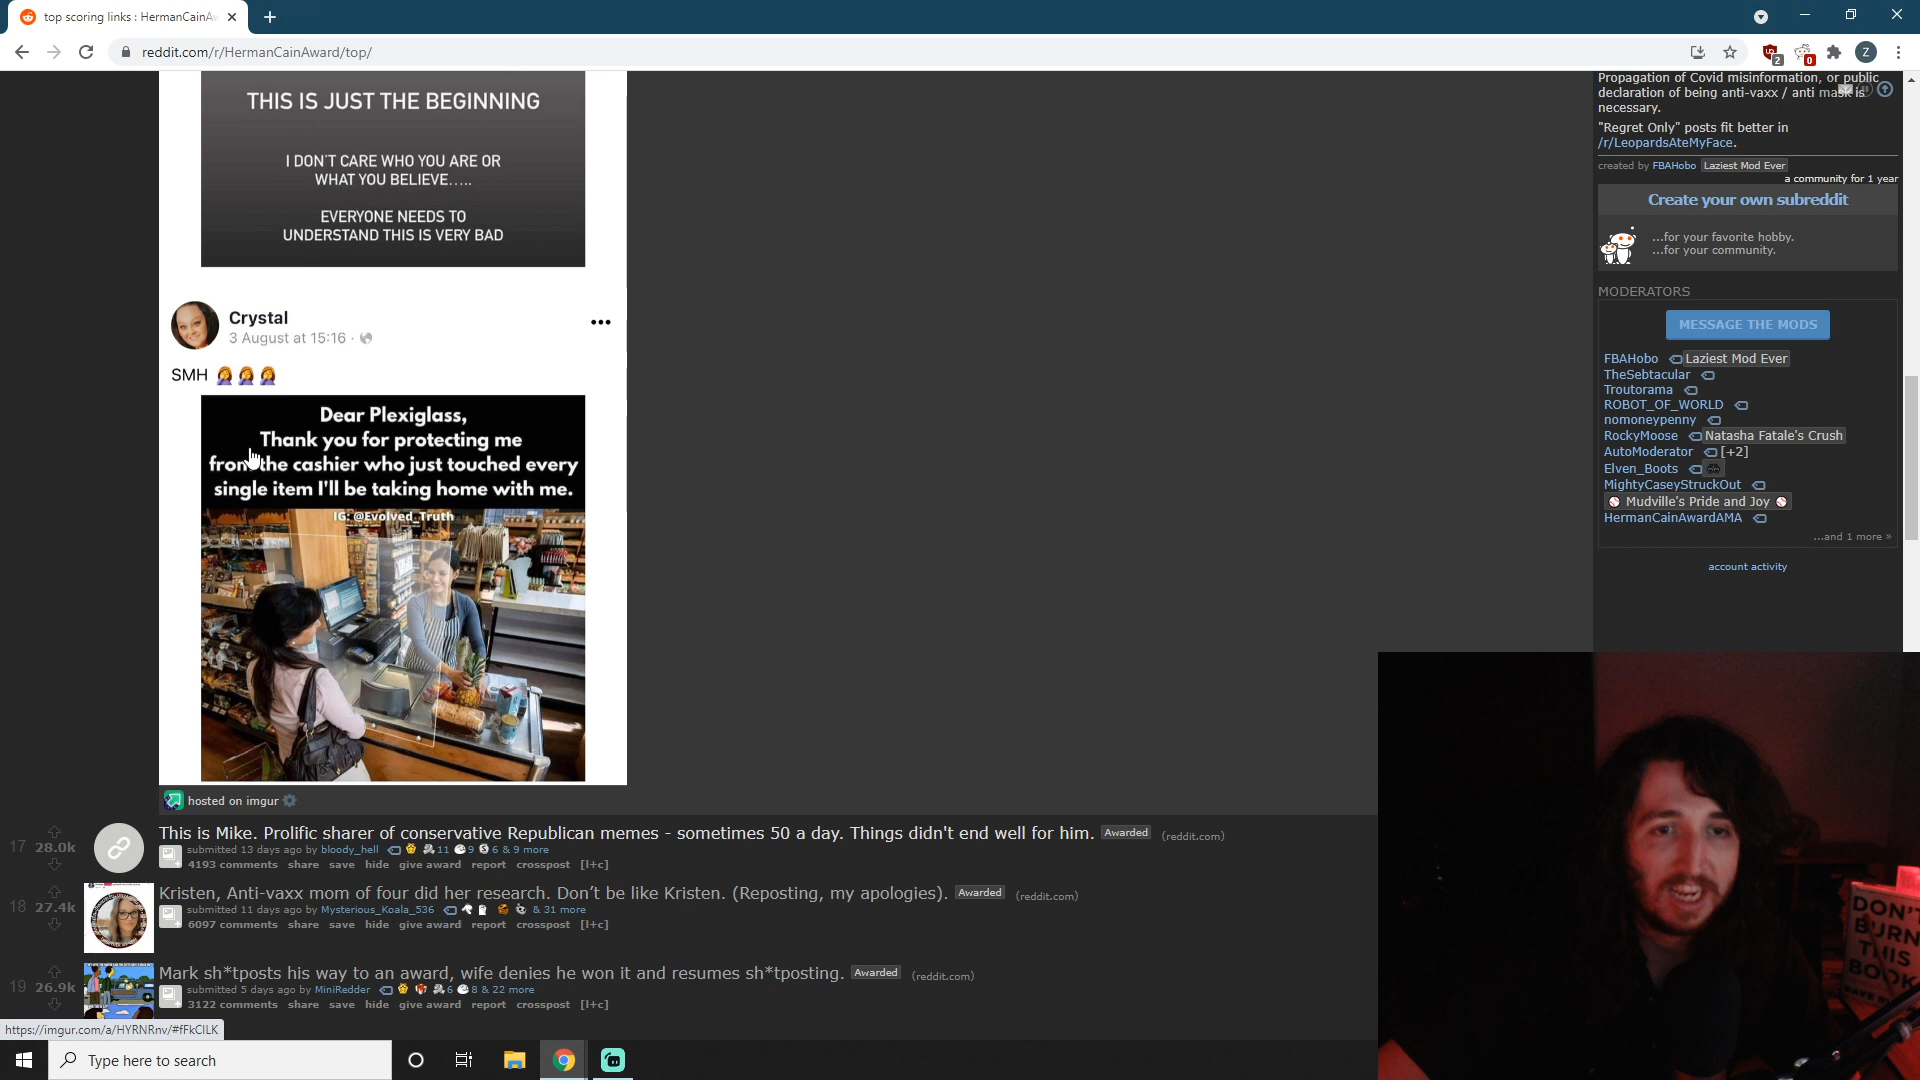 top scoring links : HermanCainAw
reddit.com/r/HermanCainAward/top/
2
0
Z
THIS IS JUST THE BEGINNING
I DON'T CARE WHO YOU ARE OR
WHAT YOU BELIEVE.....
EVERYONE NEEDS TO
UNDERSTAND THIS IS VERY BAD
Crystal
3 August at 15:16 ·
SMH 🤦‍♀️🤦‍♀️🤦‍♀️
Dear Plexiglass,
Thank you for protecting me
from the cashier who just touched every
single item I'll be taking home with me.
IG: @Evolved_Truth
hosted on imgur
17
28.0k
This is Mike. Prolific sharer of conservative Republican memes - sometimes 50 a day. Things didn't end well for him. Awarded (reddit.com)
submitted 13 days ago by bloody_hell 11 9 6 & 9 more
4193 comments share save hide give award report crosspost [l+c]
18
27.4k
Kristen, Anti-vaxx mom of four did her research. Don't be like Kristen. (Reposting, my apologies). Awarded (reddit.com)
submitted 11 days ago by Mysterious_Koala_536 & 31 more
6097 comments share save hide give award report crosspost [l+c]
19
26.9k
Mark sh*tposts his way to an award, wife denies he won it and resumes sh*tposting. Awarded (reddit.com)
submitted 5 days ago by MiniRedder 6 8 & 22 more
3122 comments share save hide give award report crosspost [l+c]
https://imgur.com/a/HYRNRnv/#fFkCILK
Type here to search
Propagation of Covid misinformation, or public
declaration of being anti-vaxx / anti mask is
necessary.
"Regret Only" posts fit better in
/r/LeopardsAteMyFace.
created by FBAHobo Laziest Mod Ever
a community for 1 year
Create your own subreddit
...for your favorite hobby.
...for your community.
MODERATORS
MESSAGE THE MODS
FBAHobo Laziest Mod Ever
TheSebtacular
Troutorama
ROBOT_OF_WORLD
nomoneypenny
RockyMoose Natasha Fatale's Crush
AutoModerator [+2]
Elven_Boots
MightyCaseyStruckOut
⚾ Mudville's Pride and Joy ⚾
HermanCainAwardAMA
...and 1 more »
account activity
DON'T
BURN
THIS
BOOK